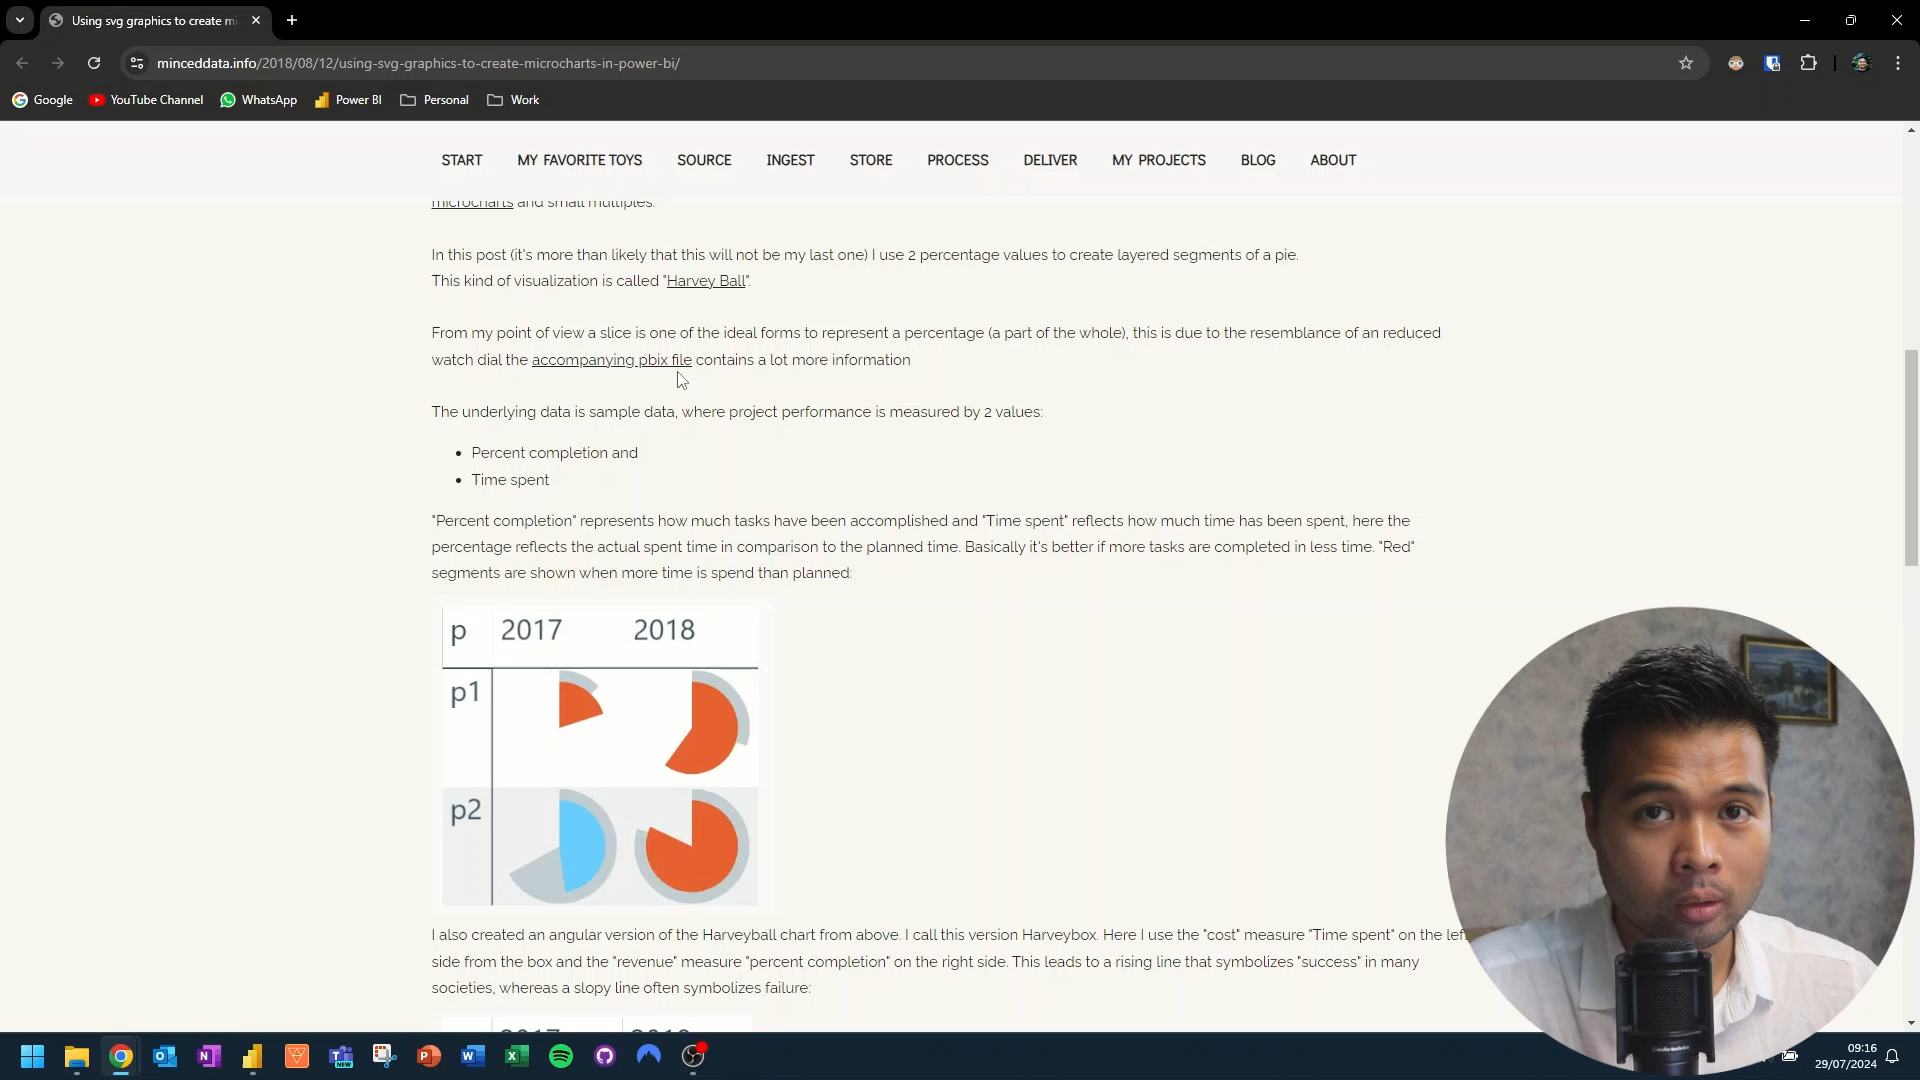 Using svg graphics to create mi
minceddata.info/2018/08/12/using-svg-graphics-to-create-microcharts-in-power-bi/
Google YouTube Channel WhatsApp Power BI Personal Work
START MY FAVORITE TOYS SOURCE INGEST STORE PROCESS DELIVER MY PROJECTS BLOG ABOUT
microcharts and small multiples.
In this post (it's more than likely that this will not be my last one) I use 2 percentage values to create layered segments of a pie.
This kind of visualization is called "Harvey Ball".
From my point of view a slice is one of the ideal forms to represent a percentage (a part of the whole), this is due to the resemblance of an reduced
watch dial the accompanying pbix file contains a lot more information
The underlying data is sample data, where project performance is measured by 2 values:
• Percent completion and
• Time spent
"Percent completion" represents how much tasks have been accomplished and "Time spent" reflects how much time has been spent, here the
percentage reflects the actual spent time in comparison to the planned time. Basically it's better if more tasks are completed in less time. "Red"
segments are shown when more time is spend than planned:
p 2017 2018
p1
p2
I also created an angular version of the Harveyball chart from above. I call this version Harveybox. Here I use the "cost" measure "Time spent" on the left
side from the box and the "revenue" measure "percent completion" on the right side. This leads to a rising line that symbolizes "success" in many
societies, whereas a slopy line often symbolizes failure:
2017 2018
09:16
29/07/2024